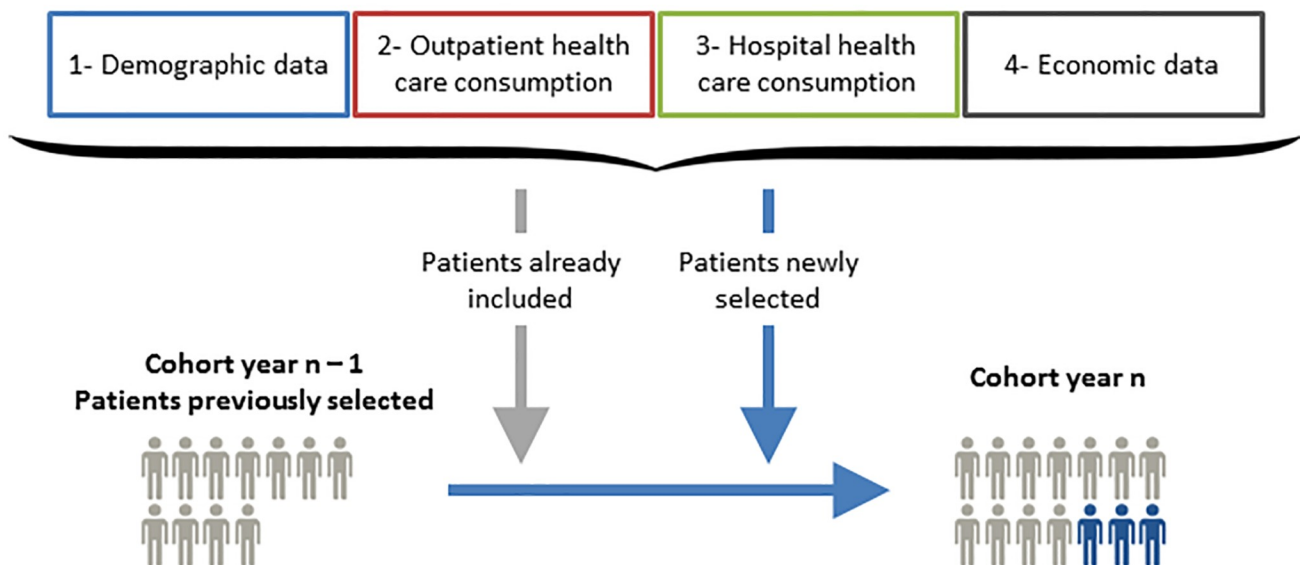 1- Demographic data
2- Outpatient health
care consumption
3- Hospital health
care consumption
4- Economic data
Patients already
included
Patients newly
selected
Cohort year n – 1
Patients previously selected
Cohort year n